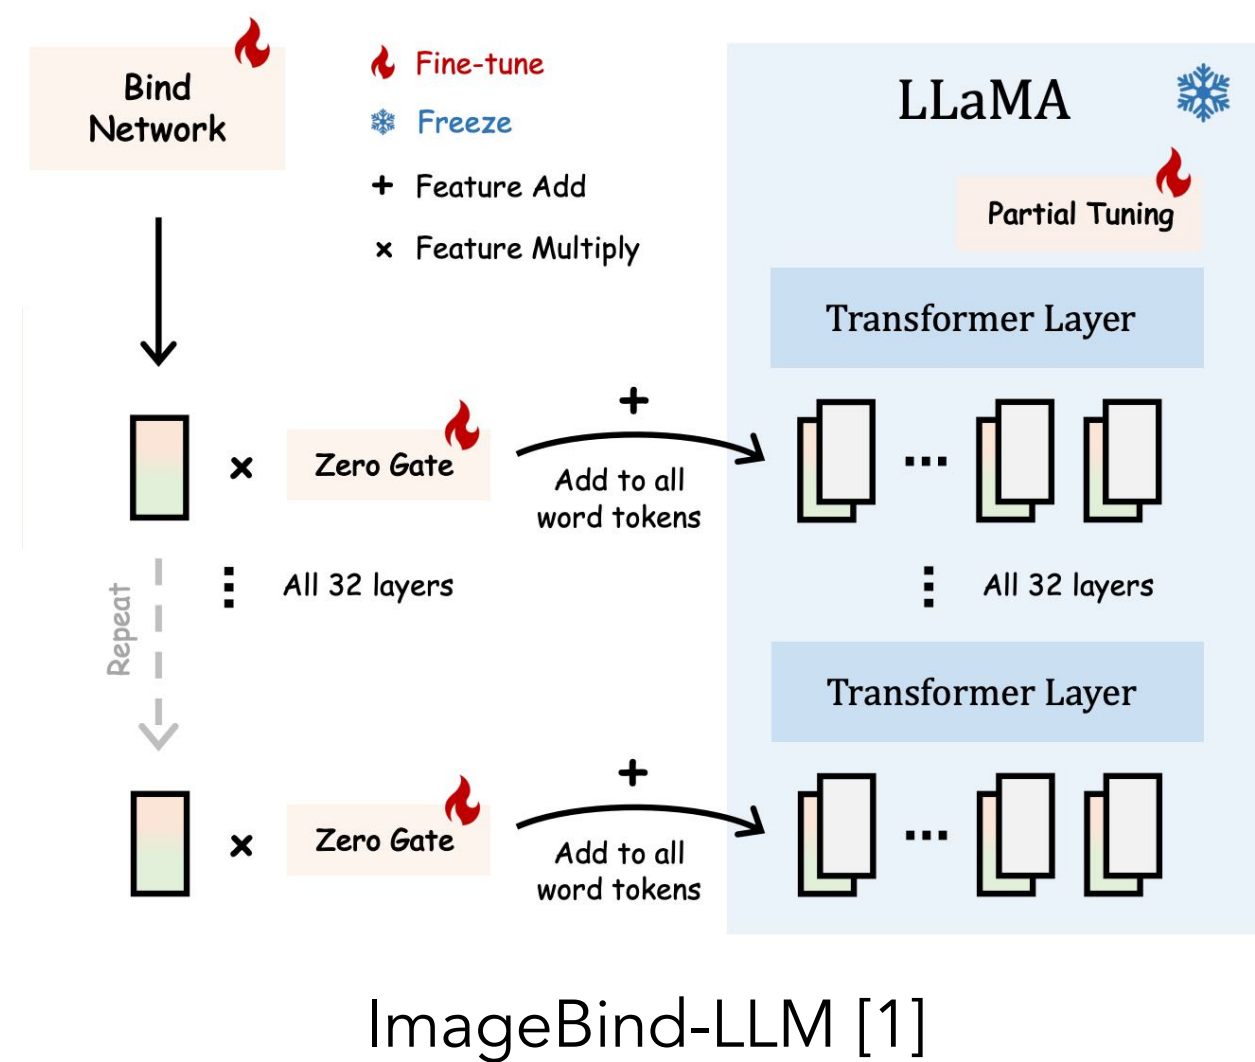 Bind
Network
Fine-tune
Freeze
+ Feature Add
× Feature Multiply
LLaMA
Partial Tuning
Transformer Layer
×
Zero Gate
+
Add to all
word tokens
...
Repeat
All 32 layers
All 32 layers
Transformer Layer
×
Zero Gate
+
Add to all
word tokens
...
ImageBind-LLM [1]